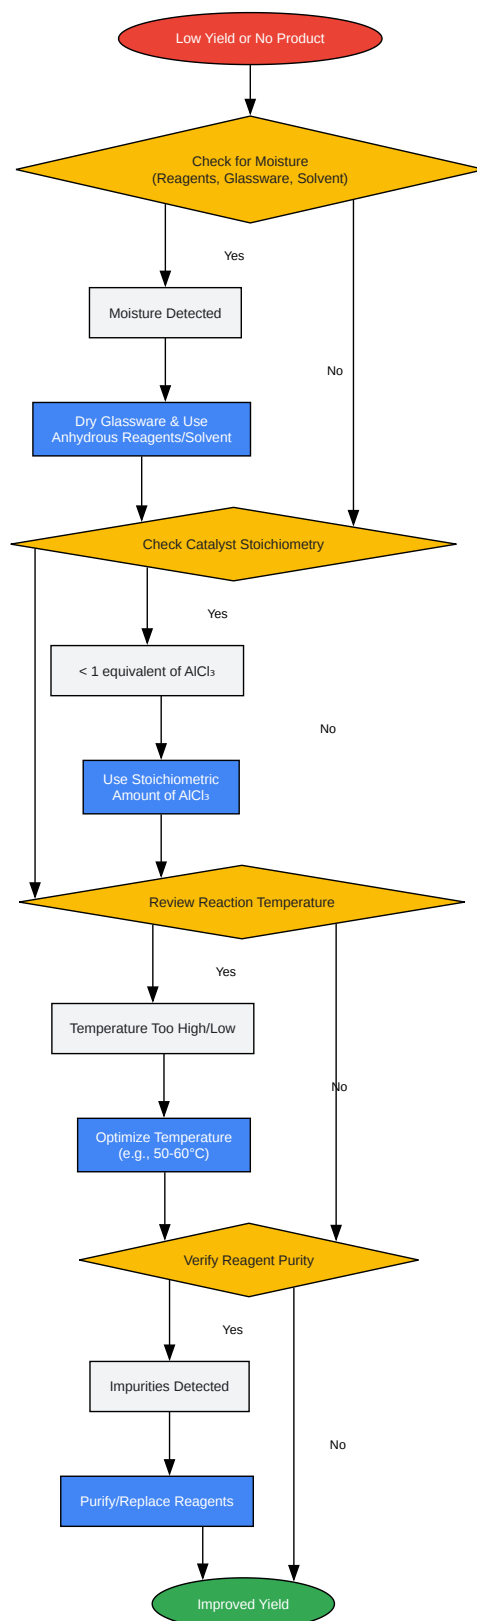 Low Yield or No Product
Check for Moisture
(Reagents, Glassware, Solvent)
Yes
Moisture Detected
No
Dry Glassware & Use
Anhydrous Reagents/Solvent
Check Catalyst Stoichiometry
Yes
< 1 equivalent of AlCl₃
No
Use Stoichiometric
Amount of AlCl₃
Review Reaction Temperature
Yes
Temperature Too High/Low
No
Optimize Temperature
(e.g., 50-60°C)
Verify Reagent Purity
Yes
Impurities Detected
No
Purify/Replace Reagents
Improved Yield